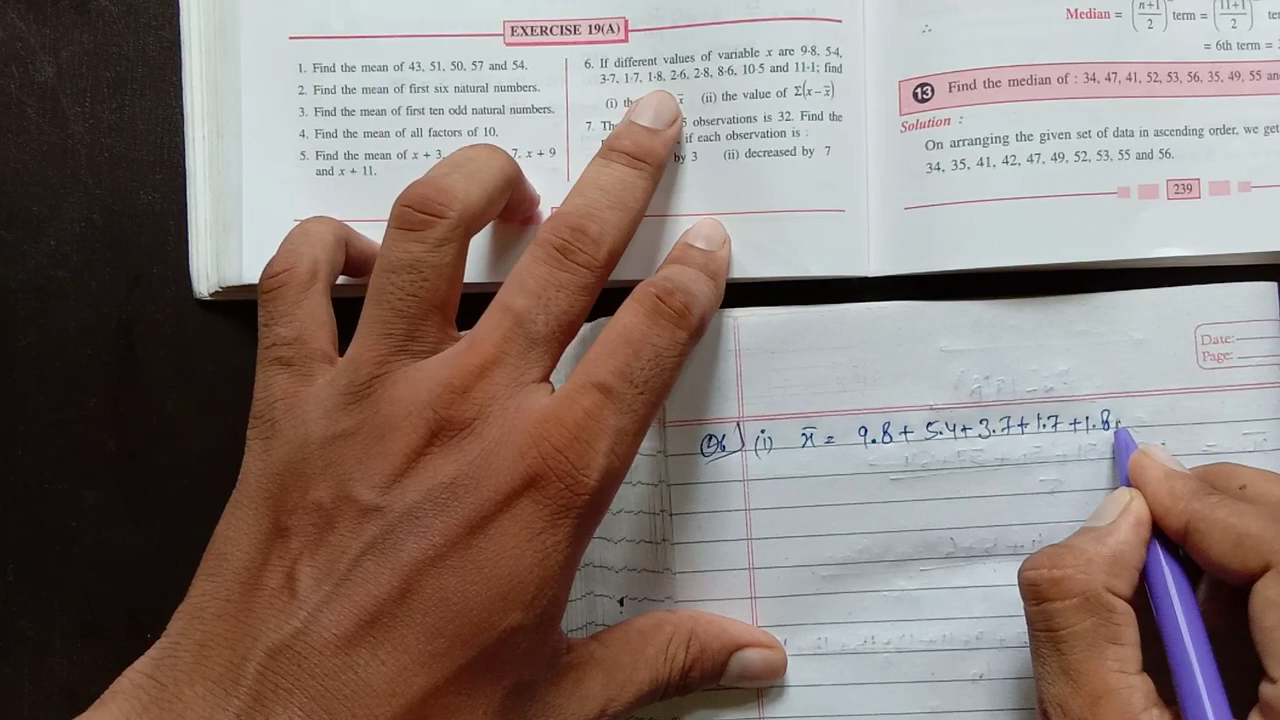 EXERCISE 19(A)
1. Find the mean of 43, 51, 50, 57 and 54.
2. Find the mean of first six natural numbers.
3. Find the mean of first ten odd natural numbers.
4. Find the mean of all factors of 10.
5. Find the mean of x + 3, 7, x + 9
and x + 11.
6. If different values of variable x are 9·8, 5·4,
3·7, 1·7, 1·8, 2·6, 2·8, 8·6, 10·5 and 11·1; find
(i) x̄ (ii) the value of Σ(x – x̄)
7. 5 observations is 32. Find the
if each observation is :
by 3 (ii) decreased by 7
∴ Median = (n+1/2) term = (11+1/2)
= 6th term =
13 Find the median of : 34, 47, 41, 52, 53, 56, 35, 49, 55
Solution :
On arranging the given set of data in ascending order, we get
34, 35, 41, 42, 47, 49, 52, 53, 55 and 56.
239
Date:
Page:
Q6) (i) x̄ = 9.8 + 5.4 + 3.7 + 1.7 + 1.8